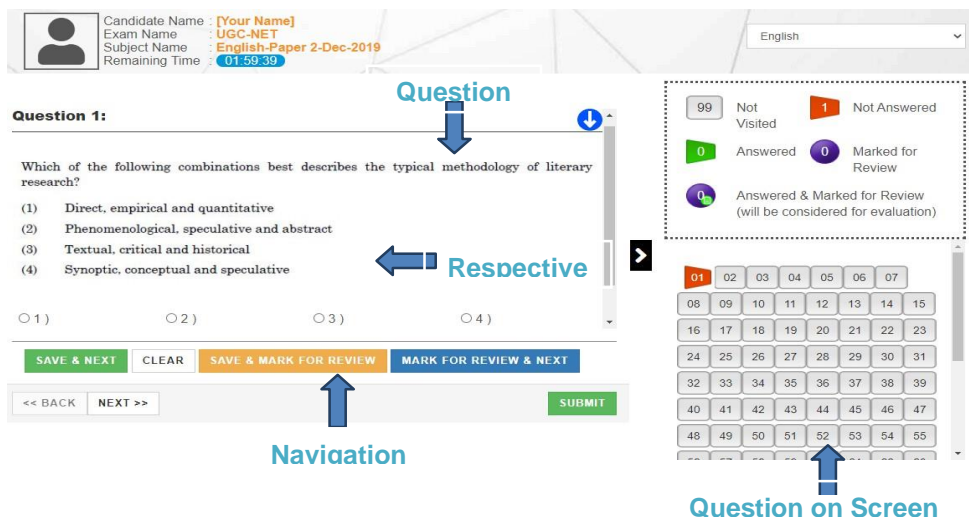 Candidate Name : [Your Name]
Exam Name : UGC-NET
Subject Name : English-Paper 2-Dec-2019
Remaining Time : 01:59:39
English
Question
Question 1:
Which of the following combinations best describes the typical methodology of literary
research?
(1) Direct, empirical and quantitative
(2) Phenomenological, speculative and abstract
(3) Textual, critical and historical
(4) Synoptic, conceptual and speculative
Respective
1 ) 2 ) 3 ) 4 )
SAVE & NEXT CLEAR SAVE & MARK FOR REVIEW MARK FOR REVIEW & NEXT
<< BACK NEXT >> SUBMIT
Navigation
99 Not Visited 1 Not Answered
0 Answered 0 Marked for Review
0 Answered & Marked for Review
(will be considered for evaluation)
>
01 02 03 04 05 06 07
08 09 10 11 12 13 14 15
16 17 18 19 20 21 22 23
24 25 26 27 28 29 30 31
32 33 34 35 36 37 38 39
40 41 42 43 44 45 46 47
48 49 50 51 52 53 54 55
Question on Screen